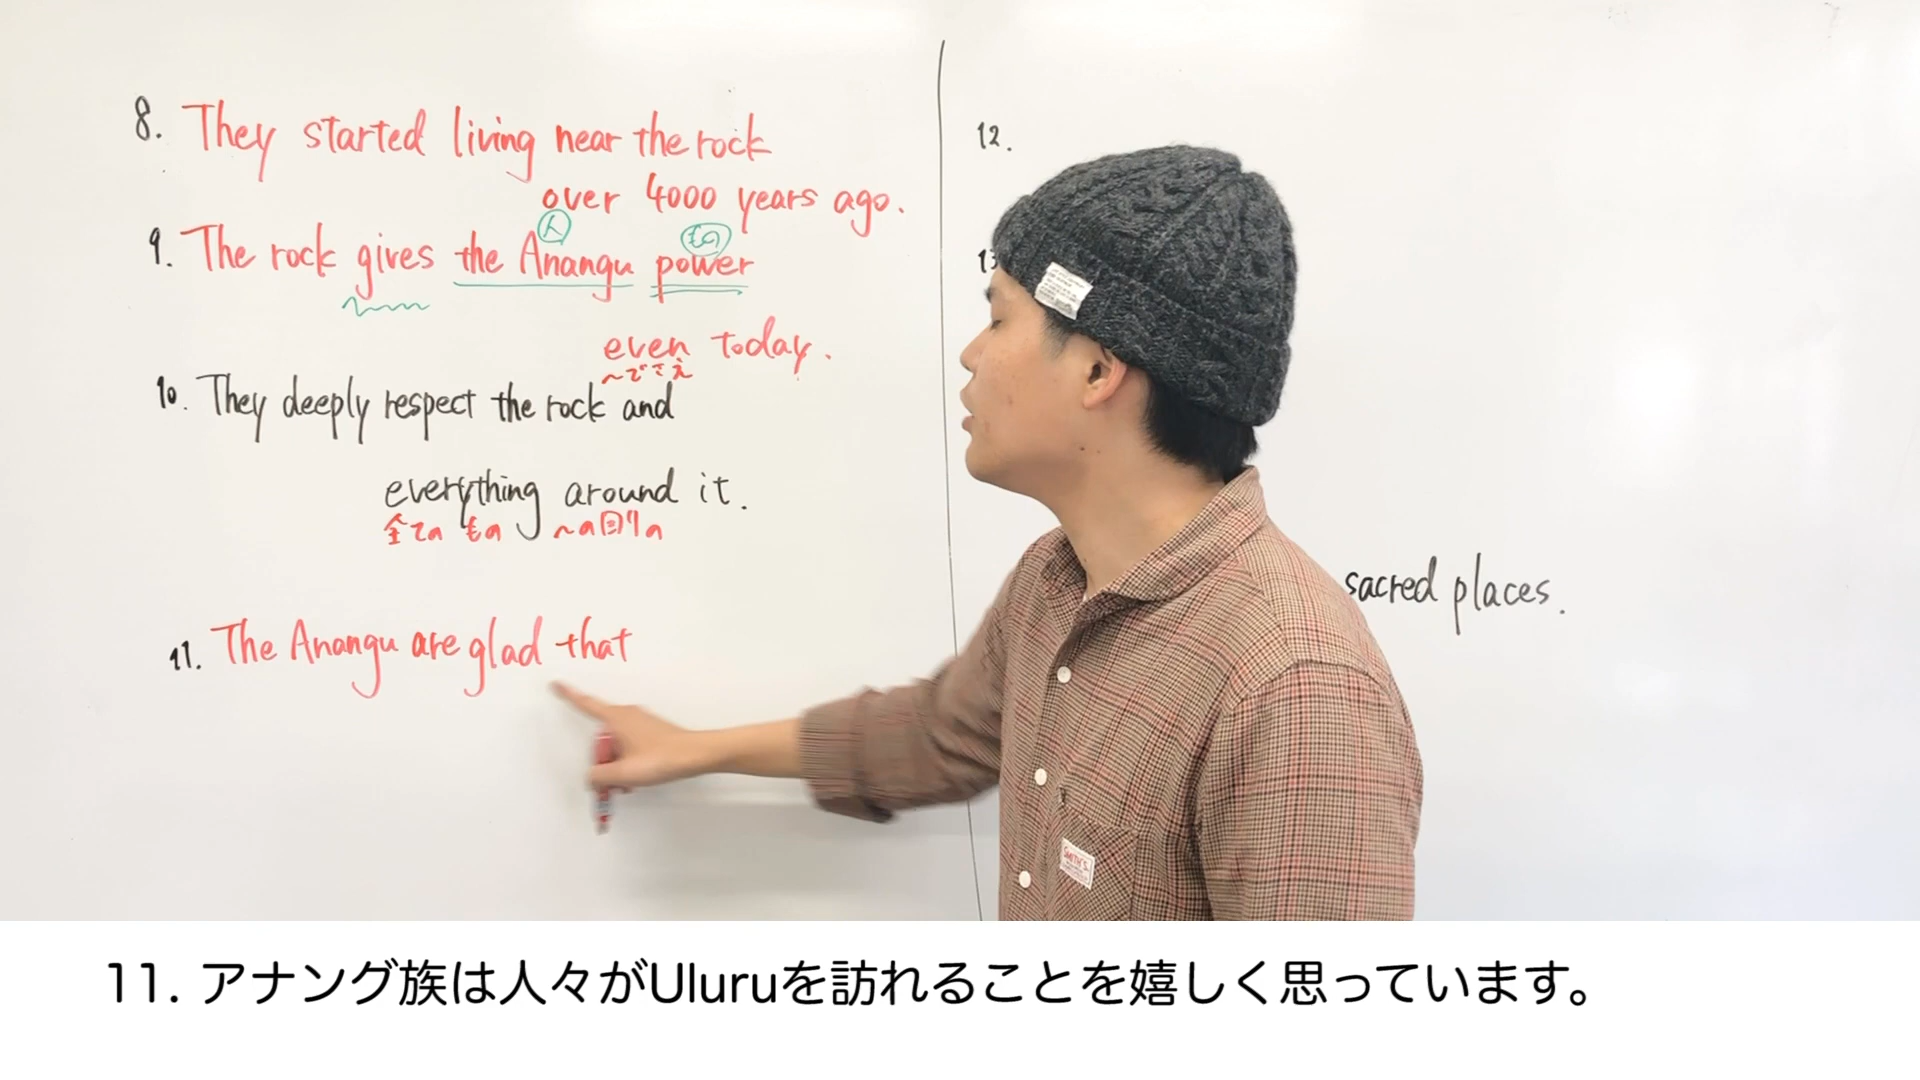 8. They started living near the rock
over 4000 years ago.
人 もの
9. The rock gives the Anangu power
even today.
〜でさえ
10. They deeply respect the rock and
everything around it.
全ての もの 〜の回りの
11. The Anangu are glad that
12.
13
sacred places.
SMITH'S
11. アナング族は人々がUluruを訪れることを嬉しく思っています。